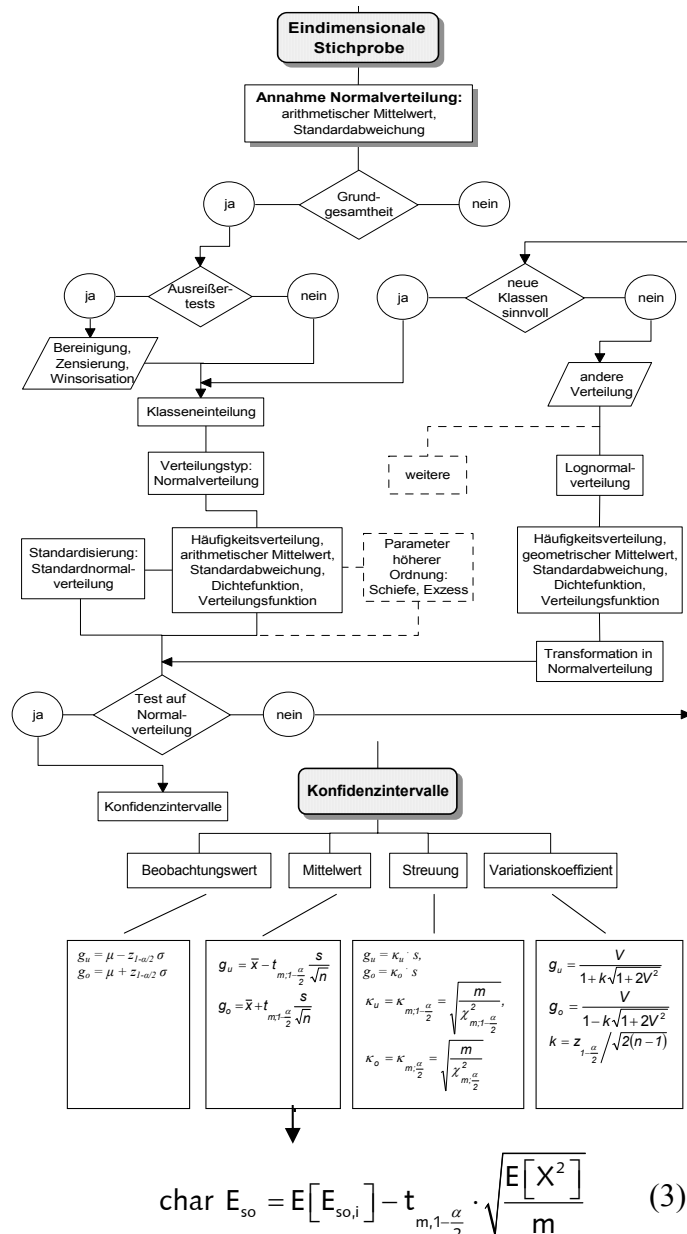 Eindimensionale
Stichprobe
Annahme Normalverteilung:
arithmetischer Mittelwert,
Standardabweichung
ja
Grund-
gesamtheit
nein
ja
Ausreißer-
tests
nein
ja
neue
Klassen
sinnvoll
nein
Bereinigung,
Zensierung,
Winsorisation
andere
Verteilung
Klasseneinteilung
Verteilungstyp:
Normalverteilung
weitere
Lognormal-
verteilung
Standardisierung:
Standardnormal-
verteilung
Häufigkeitsverteilung,
arithmetischer Mittelwert,
Standardabweichung,
Dichtefunktion,
Verteilungsfunktion
Parameter
höherer
Ordnung:
Schiefe, Exzess
Häufigkeitsverteilung,
geometrischer Mittelwert,
Standardabweichung,
Dichtefunktion,
Verteilungsfunktion
Transformation in
Normalverteilung
ja
Test auf
Normal-
verteilung
nein
Konfidenzintervalle
Konfidenzintervalle
Beobachtungswert
Mittelwert
Streuung
Variationskoeffizient
g_u = μ − z_{1-α/2} σ
g_o = μ + z_{1-α/2} σ
g_u = x̄ − t_{m;1−α/2} s/√n
g_o = x̄ + t_{m;1−α/2} s/√n
g_u = κ_u · s,
g_o = κ_o · s
κ_u = κ_{m;1−α/2} = √(m/χ²_{m;1−α/2}),
κ_o = κ_{m;α/2} = √(m/χ²_{m;α/2})
g_u = V/(1+k√(1+2V²))
g_o = V/(1−k√(1+2V²))
k = z_{1−α/2}/√(2(n−1))
char E_so = E[E_so,i] − t_{m,1−α/2} · √(E[X²]/m) (3)